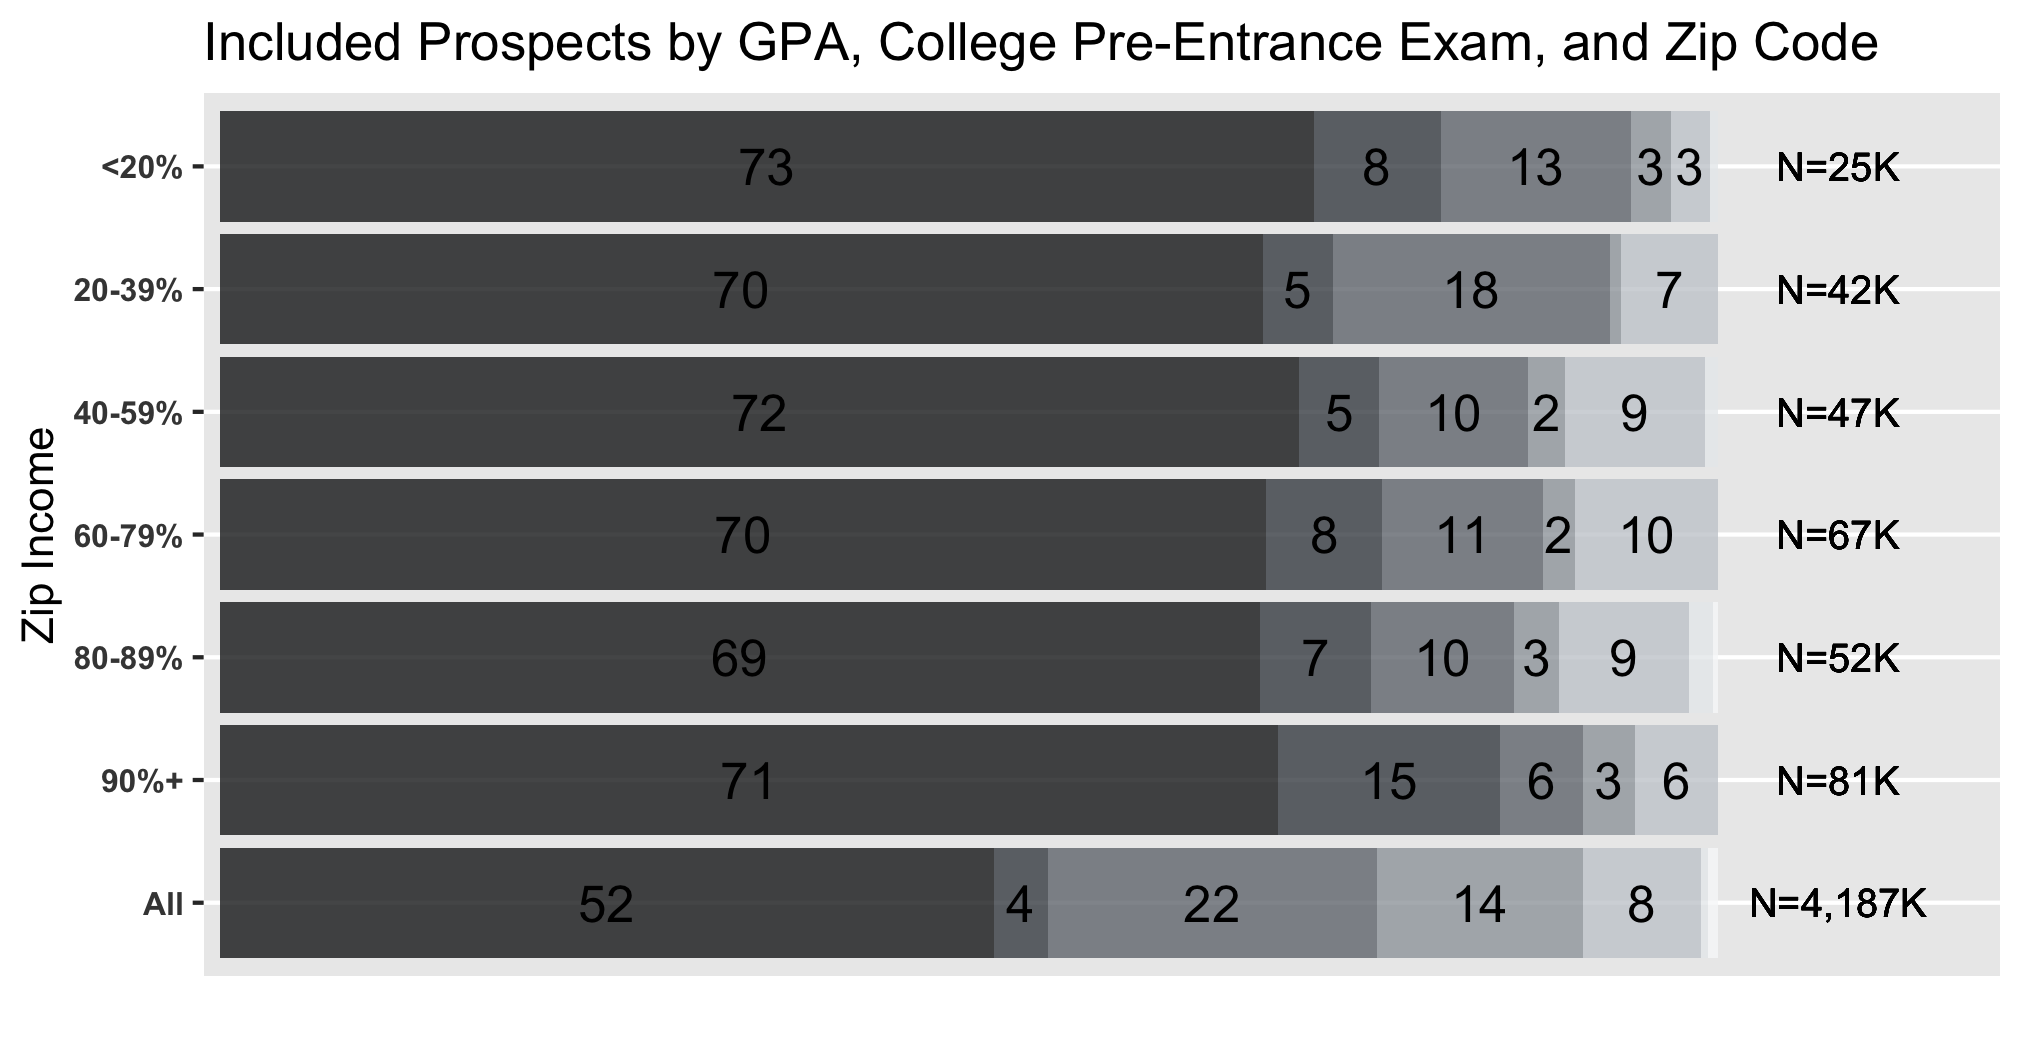 Included Prospects by GPA, College Pre-Entrance Exam, and Zip Code
Zip Income
<20% 73 8 13 3 3 N=25K
20-39% 70 5 18 7 N=42K
40-59% 72 5 10 2 9 N=47K
60-79% 70 8 11 2 10 N=67K
80-89% 69 7 10 3 9 N=52K
90%+ 71 15 6 3 6 N=81K
All 52 4 22 14 8 N=4,187K